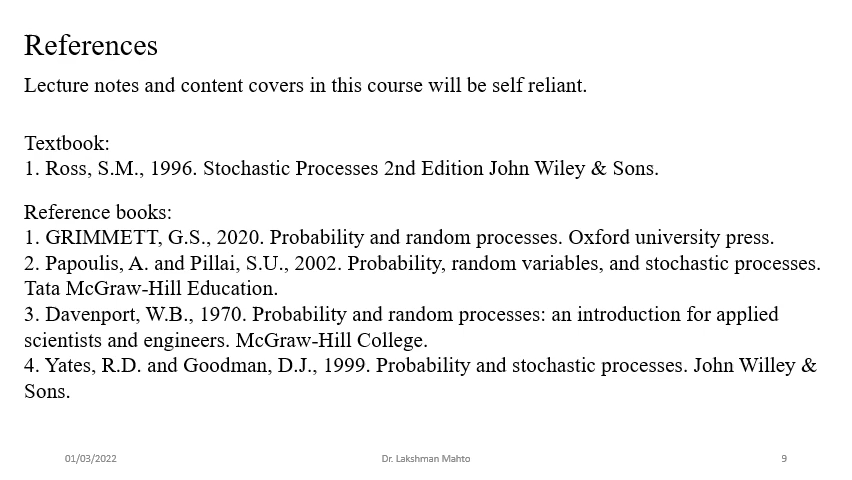 References
Lecture notes and content covers in this course will be self reliant.
Textbook:
1. Ross, S.M., 1996. Stochastic Processes 2nd Edition John Wiley & Sons.
Reference books:
1. GRIMMETT, G.S., 2020. Probability and random processes. Oxford university press.
2. Papoulis, A. and Pillai, S.U., 2002. Probability, random variables, and stochastic processes.
Tata McGraw-Hill Education.
3. Davenport, W.B., 1970. Probability and random processes: an introduction for applied
scientists and engineers. McGraw-Hill College.
4. Yates, R.D. and Goodman, D.J., 1999. Probability and stochastic processes. John Willey &
Sons.
01/03/2022 Dr. Lakshman Mahto 9